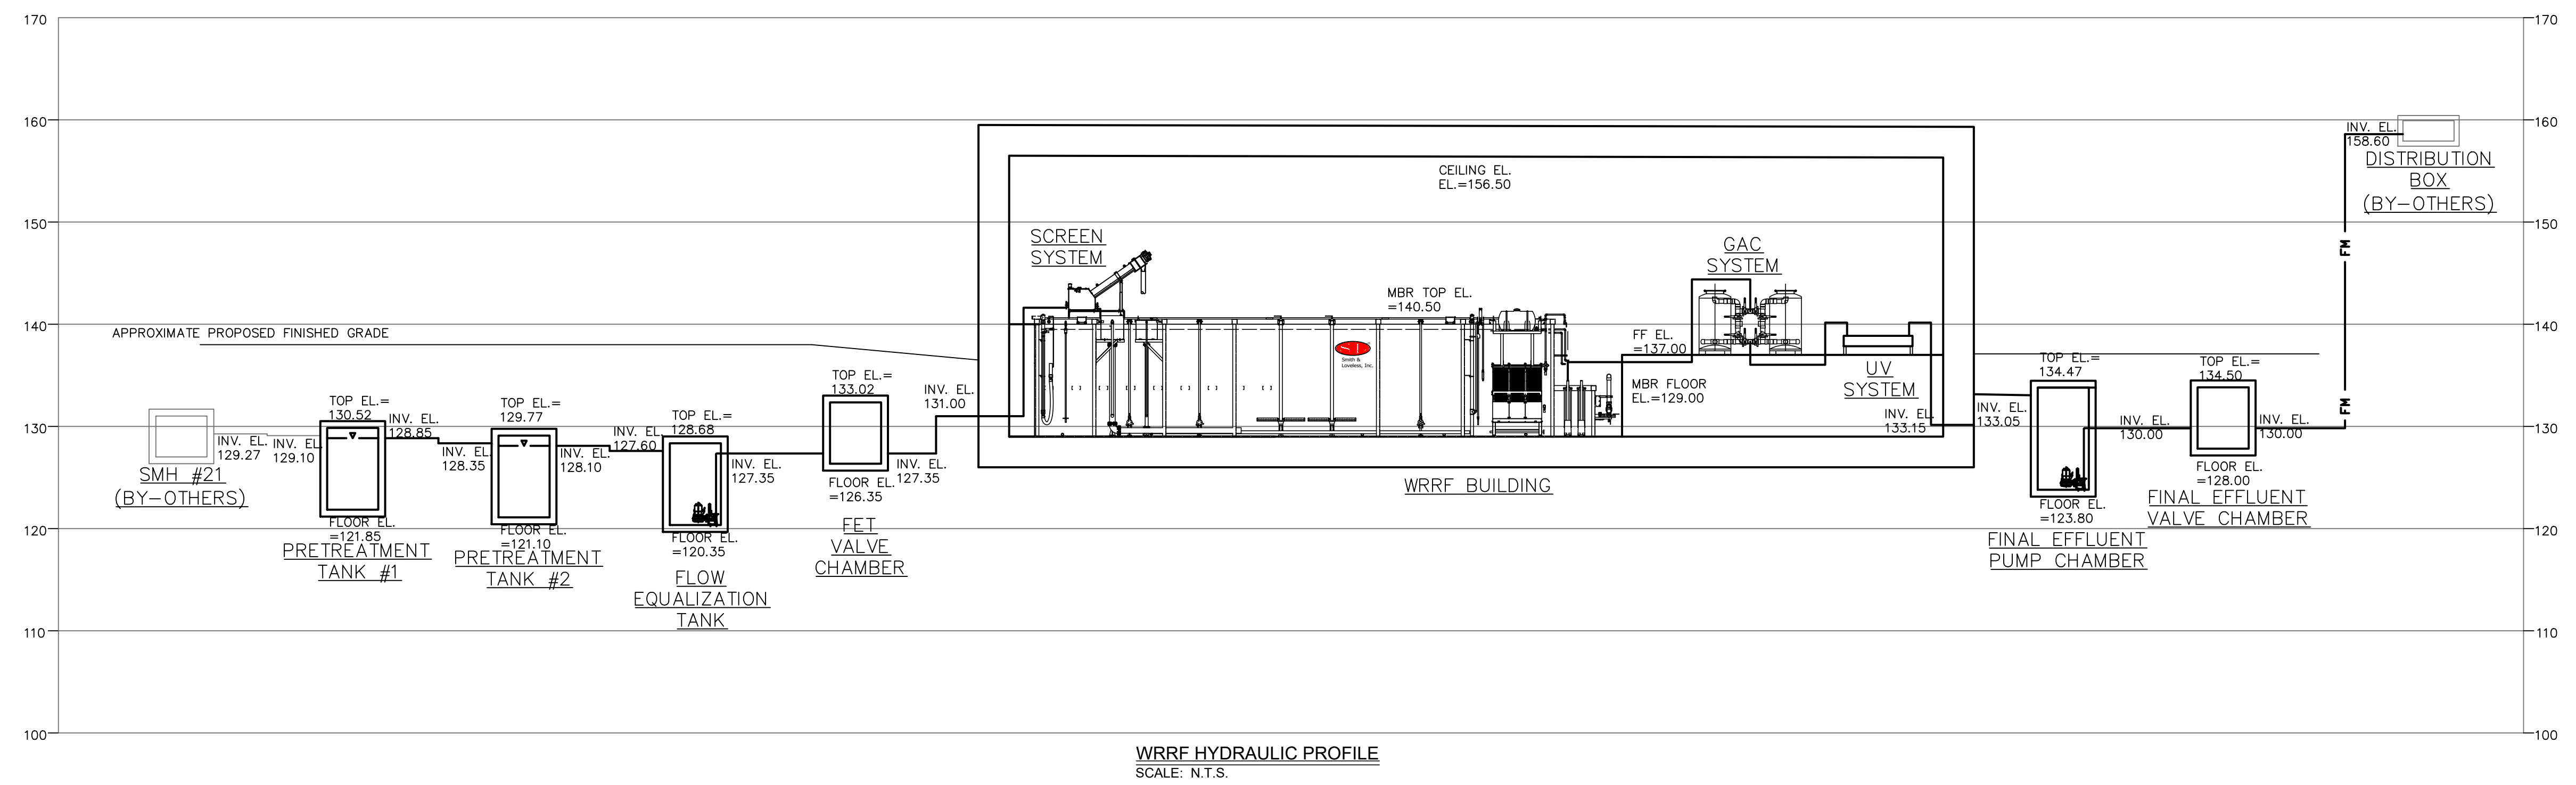 170
160
150
140
130
120
110
100
170
160
150
140
130
120
110
100
APPROXIMATE PROPOSED FINISHED GRADE
INV. EL.
129.27
SMH #21
(BY-OTHERS)
INV. EL.
129.10
TOP EL.=
130.52
INV. EL.
128.85
FLOOR EL.
=121.85
PRETREATMENT
TANK #1
INV. EL.
128.35
TOP EL.=
129.77
INV. EL.
128.10
FLOOR EL.
=121.10
PRETREATMENT
TANK #2
INV. EL.
127.60
TOP EL.=
128.68
INV. EL.
127.35
FLOOR EL.
=120.35
FLOW
EQUALIZATION
TANK
TOP EL.=
133.02
FLOOR EL.
=126.35
INV. EL.
127.35
FET
VALVE
CHAMBER
INV. EL.
131.00
SCREEN
SYSTEM
CEILING EL.
EL.=156.50
MBR TOP EL.
=140.50
Smith &
Loveless, Inc.
GAC
SYSTEM
FF EL.
=137.00
MBR FLOOR
EL.=129.00
UV
SYSTEM
INV. EL.
133.15
WRRF BUILDING
INV. EL.
133.05
TOP EL.=
134.47
FLOOR EL.
=123.80
FINAL EFFLUENT
PUMP CHAMBER
INV. EL.
130.00
TOP EL.=
134.50
FLOOR EL.
=128.00
FINAL EFFLUENT
VALVE CHAMBER
INV. EL.
130.00
FM
FM
INV. EL.
158.60
DISTRIBUTION
BOX
(BY-OTHERS)
WRRF HYDRAULIC PROFILE
SCALE: N.T.S.